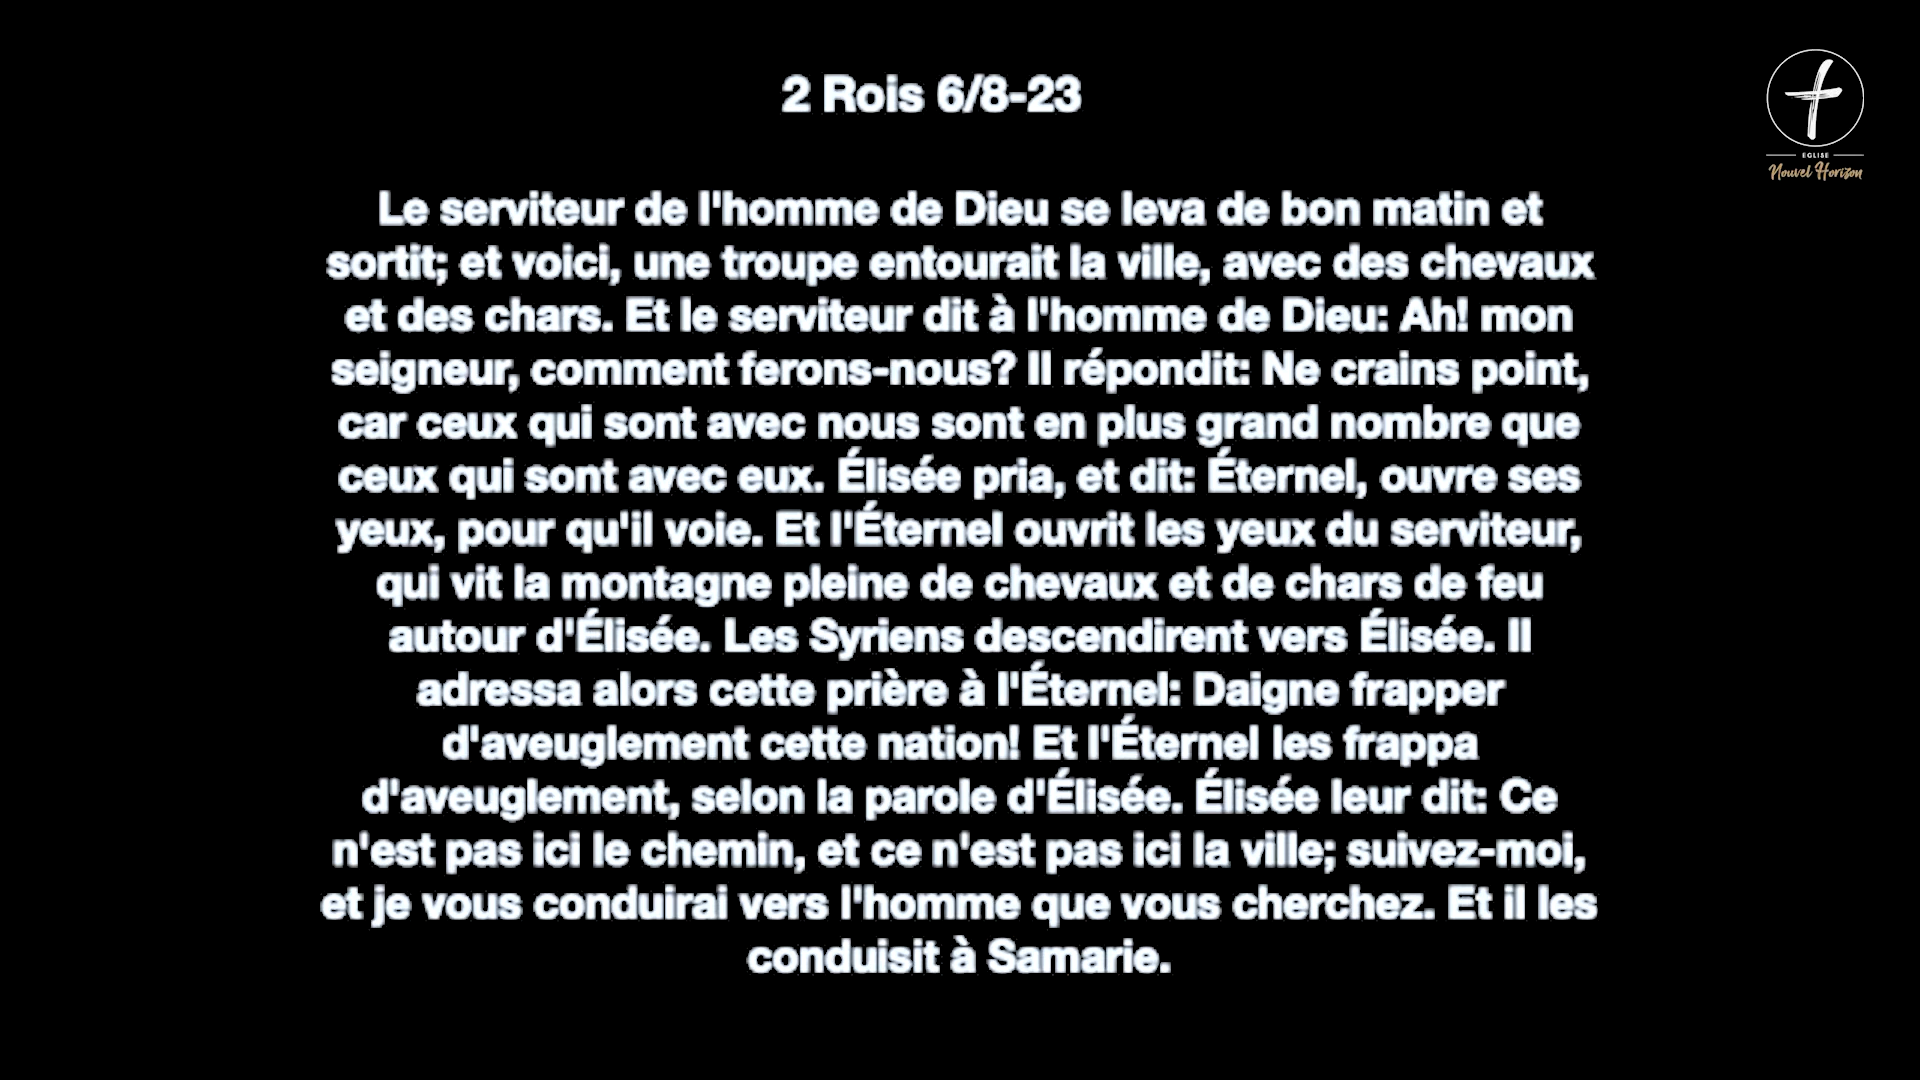 2 Rois 6/8-23
EGLISE
Nouvel Horizon
Le serviteur de l'homme de Dieu se leva de bon matin et
sortit; et voici, une troupe entourait la ville, avec des chevaux
et des chars. Et le serviteur dit à l'homme de Dieu: Ah! mon
seigneur, comment ferons-nous? Il répondit: Ne crains point,
car ceux qui sont avec nous sont en plus grand nombre que
ceux qui sont avec eux. Élisée pria, et dit: Éternel, ouvre ses
yeux, pour qu'il voie. Et l'Éternel ouvrit les yeux du serviteur,
qui vit la montagne pleine de chevaux et de chars de feu
autour d'Élisée. Les Syriens descendirent vers Élisée. Il
adressa alors cette prière à l'Éternel: Daigne frapper
d'aveuglement cette nation! Et l'Éternel les frappa
d'aveuglement, selon la parole d'Élisée. Élisée leur dit: Ce
n'est pas ici le chemin, et ce n'est pas ici la ville; suivez-moi,
et je vous conduirai vers l'homme que vous cherchez. Et il les
conduisit à Samarie.